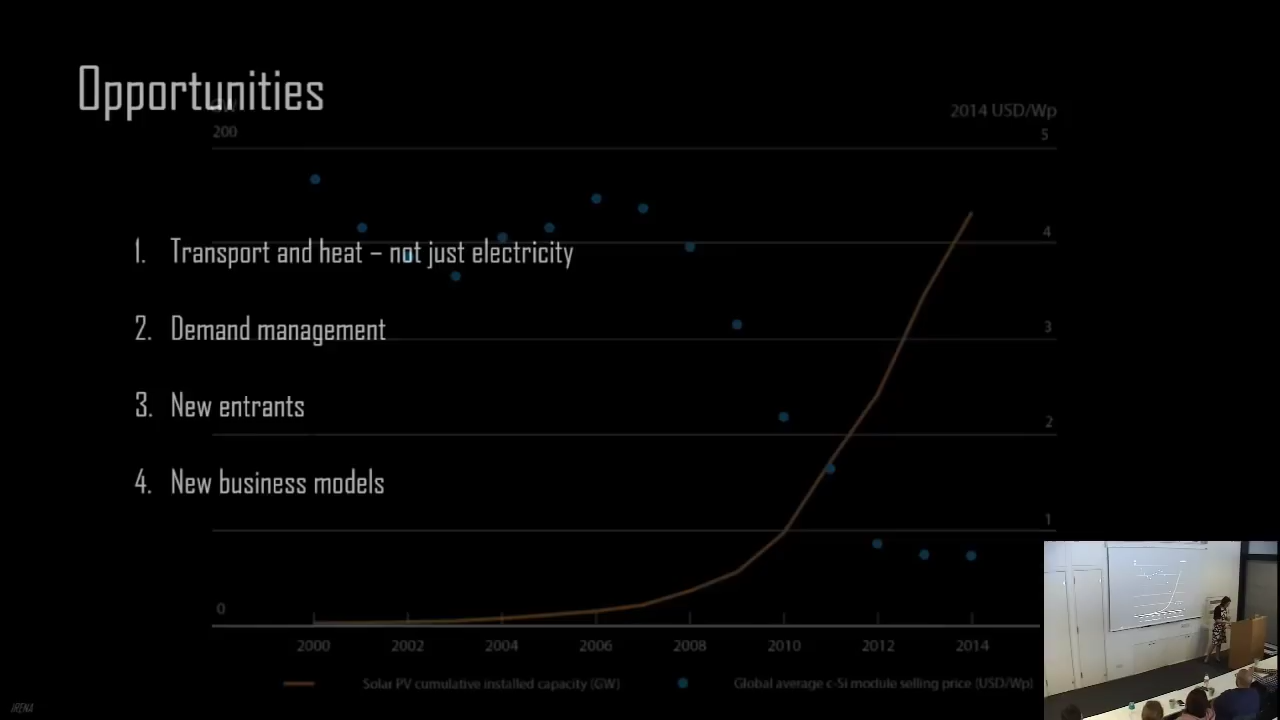 Opportunities
GW
2014 USD/Wp
200
5
4
1. Transport and heat – not just electricity
3
2. Demand management
3. New entrants
2
4. New business models
1
0
2000 2002 2004 2006 2008 2010 2012 2014
Solar PV cumulative installed capacity (GW) Global average c-Si module selling price (USD/Wp)
IRENA